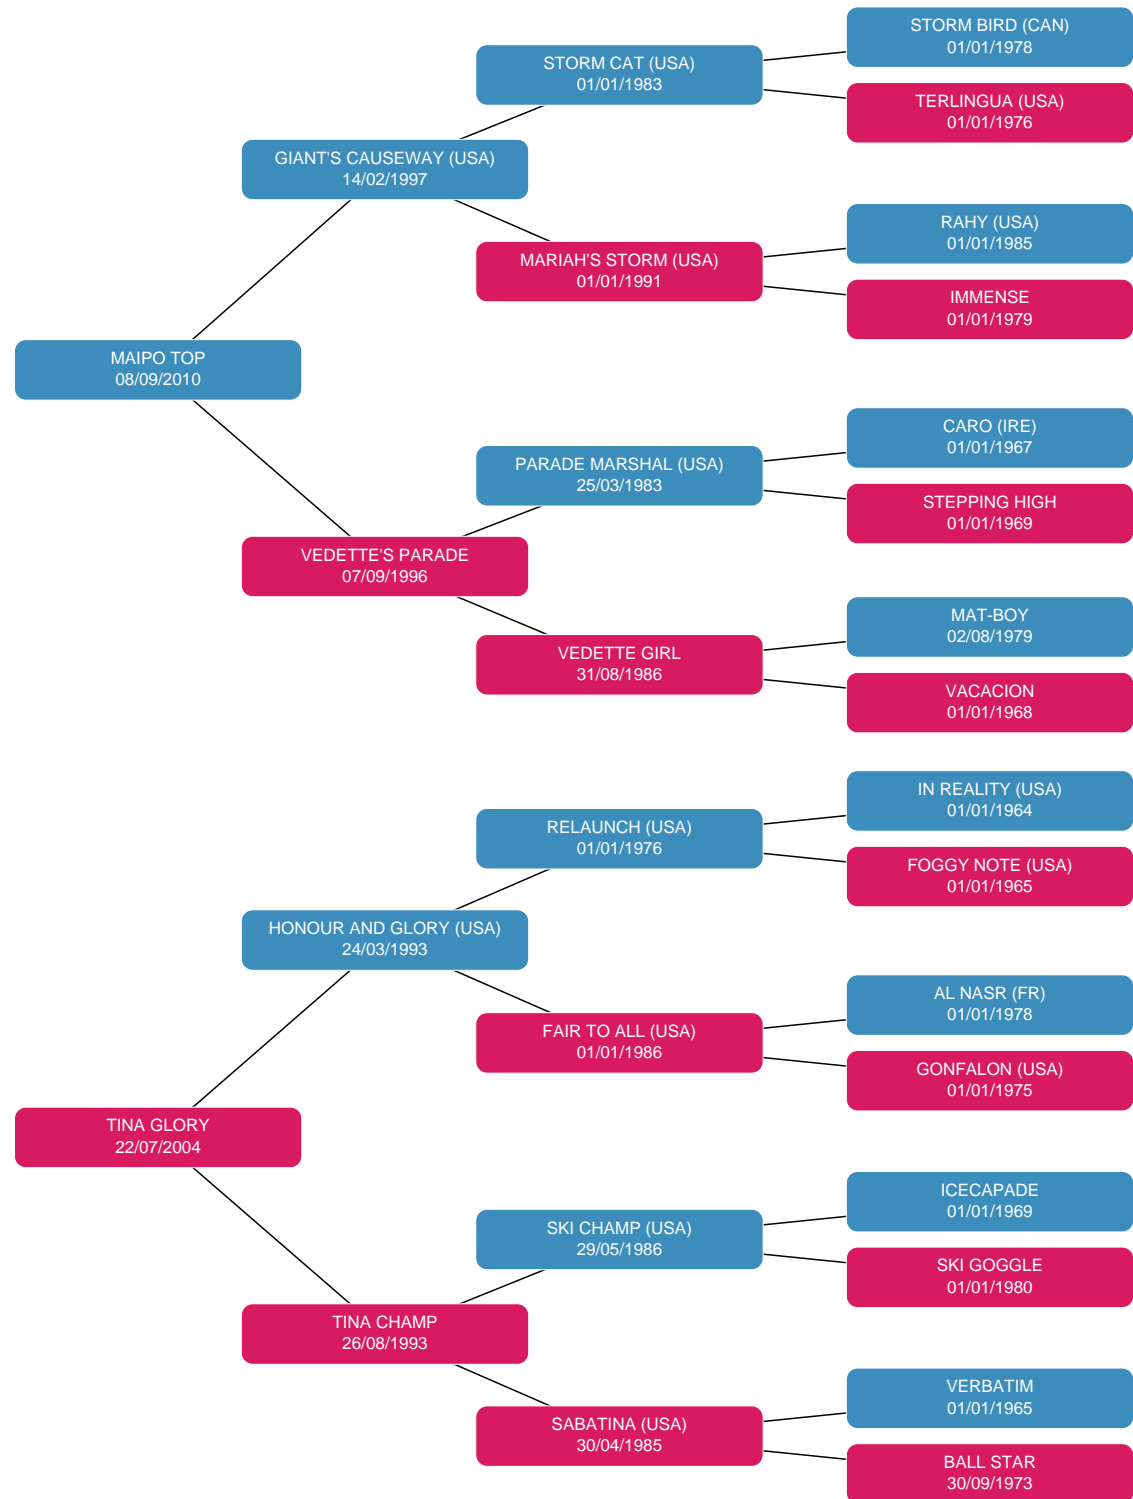 STORM BIRD (CAN)
01/01/1978
STORM CAT (USA)
01/01/1983
TERLINGUA (USA)
01/01/1976
GIANT'S CAUSEWAY (USA)
14/02/1997
RAHY (USA)
01/01/1985
MARIAH'S STORM (USA)
01/01/1991
IMMENSE
01/01/1979
MAIPO TOP
08/09/2010
CARO (IRE)
01/01/1967
PARADE MARSHAL (USA)
25/03/1983
STEPPING HIGH
01/01/1969
VEDETTE'S PARADE
07/09/1996
MAT-BOY
02/08/1979
VEDETTE GIRL
31/08/1986
VACACION
01/01/1968
IN REALITY (USA)
01/01/1964
RELAUNCH (USA)
01/01/1976
FOGGY NOTE (USA)
01/01/1965
HONOUR AND GLORY (USA)
24/03/1993
AL NASR (FR)
01/01/1978
FAIR TO ALL (USA)
01/01/1986
GONFALON (USA)
01/01/1975
TINA GLORY
22/07/2004
ICECAPADE
01/01/1969
SKI CHAMP (USA)
29/05/1986
SKI GOGGLE
01/01/1980
TINA CHAMP
26/08/1993
VERBATIM
01/01/1965
SABATINA (USA)
30/04/1985
BALL STAR
30/09/1973